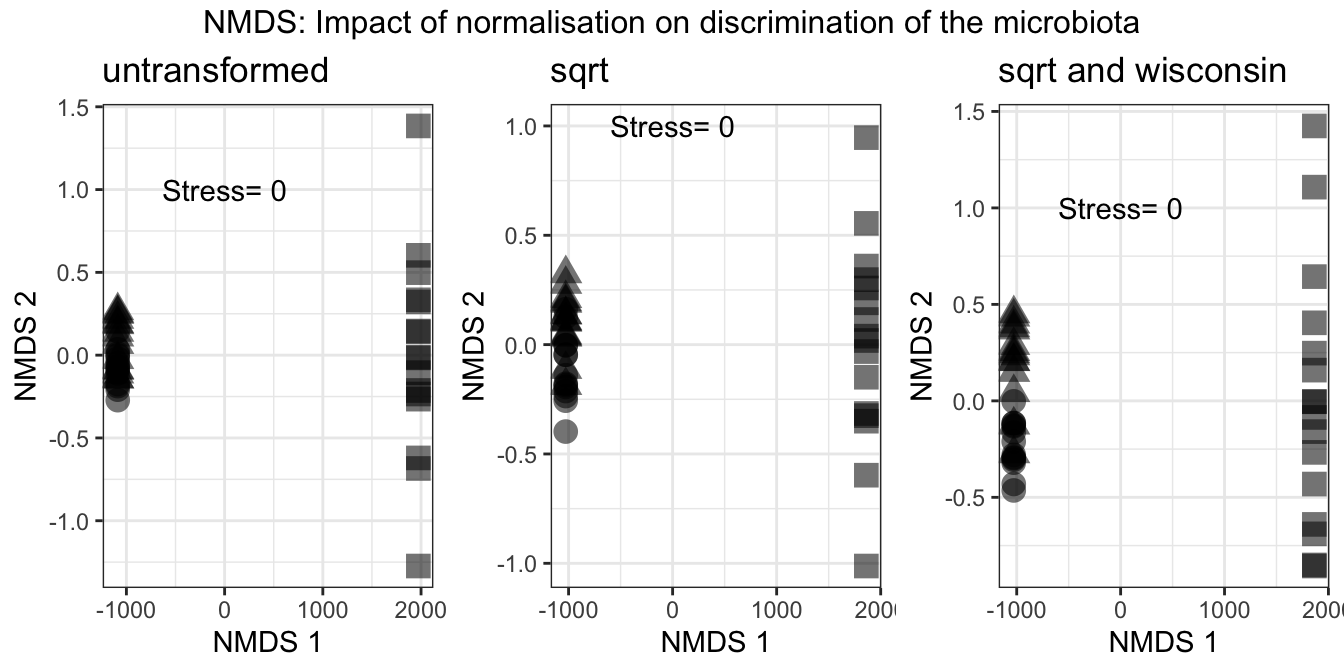 NMDS: Impact of normalisation on discrimination of the microbiota
untransformed
sqrt
sqrt and wisconsin
1.5
1.0
0.5
0.0
-0.5
-1.0
NMDS 2
Stress= 0
-1000
0
1000
2000
NMDS 1
1.0
0.5
0.0
-0.5
-1.0
NMDS 2
Stress= 0
-1000
0
1000
200
NMDS 1
1.5
1.0
0.5
0.0
-0.5
NMDS 2
Stress= 0
-1000
0
1000
200
NMDS 1